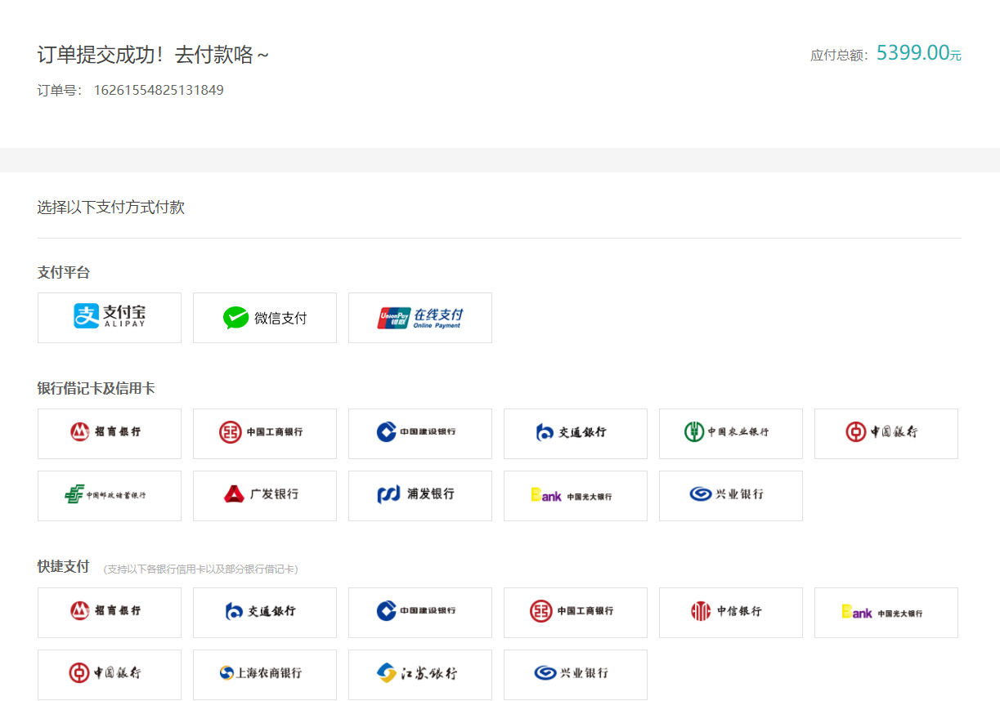 订单提交成功！去付款咯～
应付总额：5399.00元
订单号： 16261554825131849
选择以下支付方式付款
支付平台
支付宝
ALIPAY
微信支付
UnionPay
银联
在线支付
Online Payment
银行借记卡及信用卡
招商银行 中国工商银行 中国建设银行 交通银行 中国农业银行 中国银行
中国邮政储蓄银行 广发银行 浦发银行 Bank 中国光大银行 兴业银行
快捷支付 (支持以下各银行信用卡以及部分银行借记卡)
招商银行 交通银行 中国建设银行 中国工商银行 中信银行 Bank 中国光大银行
中国银行 上海农商银行 江苏银行 兴业银行